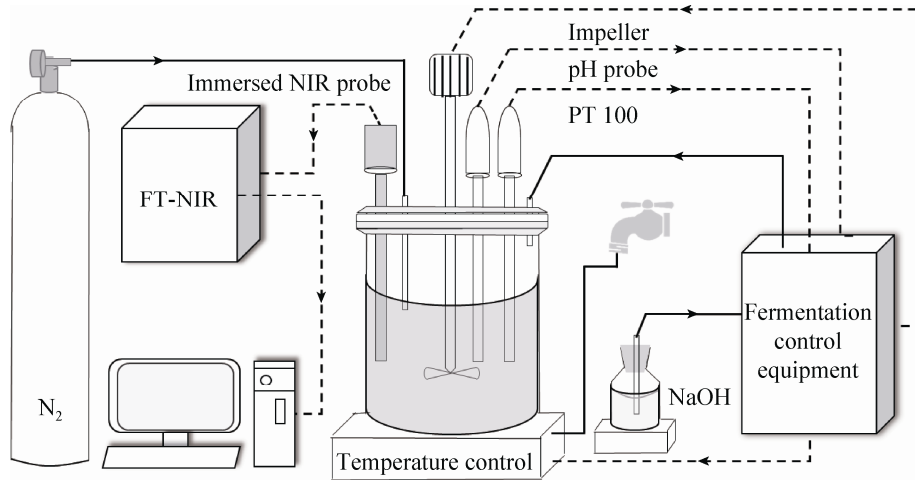 Impeller
Immersed NIR probe
pH probe
PT 100
FT-NIR
Fermentation
control
equipment
NaOH
N₂
Temperature control